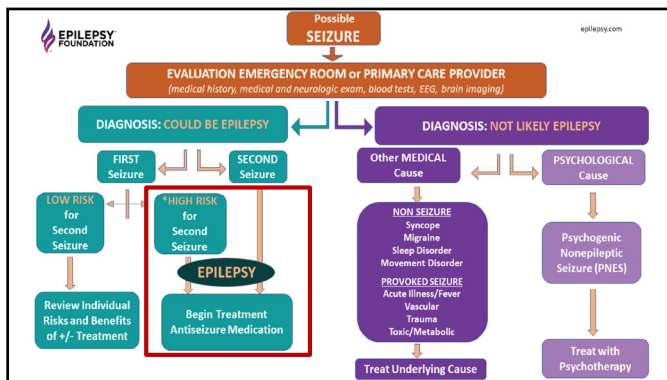 EPILEPSY
FOUNDATION
Possible
SEIZURE
epilepsy.com
EVALUATION EMERGENCY ROOM or PRIMARY CARE PROVIDER
(medical history, medical and neurologic exam, blood tests, EEG, brain imaging)
DIAGNOSIS: COULD BE EPILEPSY
DIAGNOSIS: NOT LIKELY EPILEPSY
FIRST
Seizure
SECOND
Seizure
Other MEDICAL
Cause
PSYCHOLOGICAL
Cause
LOW RISK
for
Second
Seizure
*HIGH RISK
for
Second
Seizure
EPILEPSY
Review Individual
Risks and Benefits
of +/- Treatment
Begin Treatment
Antiseizure Medication
NON SEIZURE
Syncope
Migraine
Sleep Disorder
Movement Disorder
PROVOKED SEIZURE
Acute Illness/Fever
Vascular
Trauma
Toxic/Metabolic
Treat Underlying Cause
Psychogenic
Nonepileptic
Seizure (PNES)
Treat with
Psychotherapy